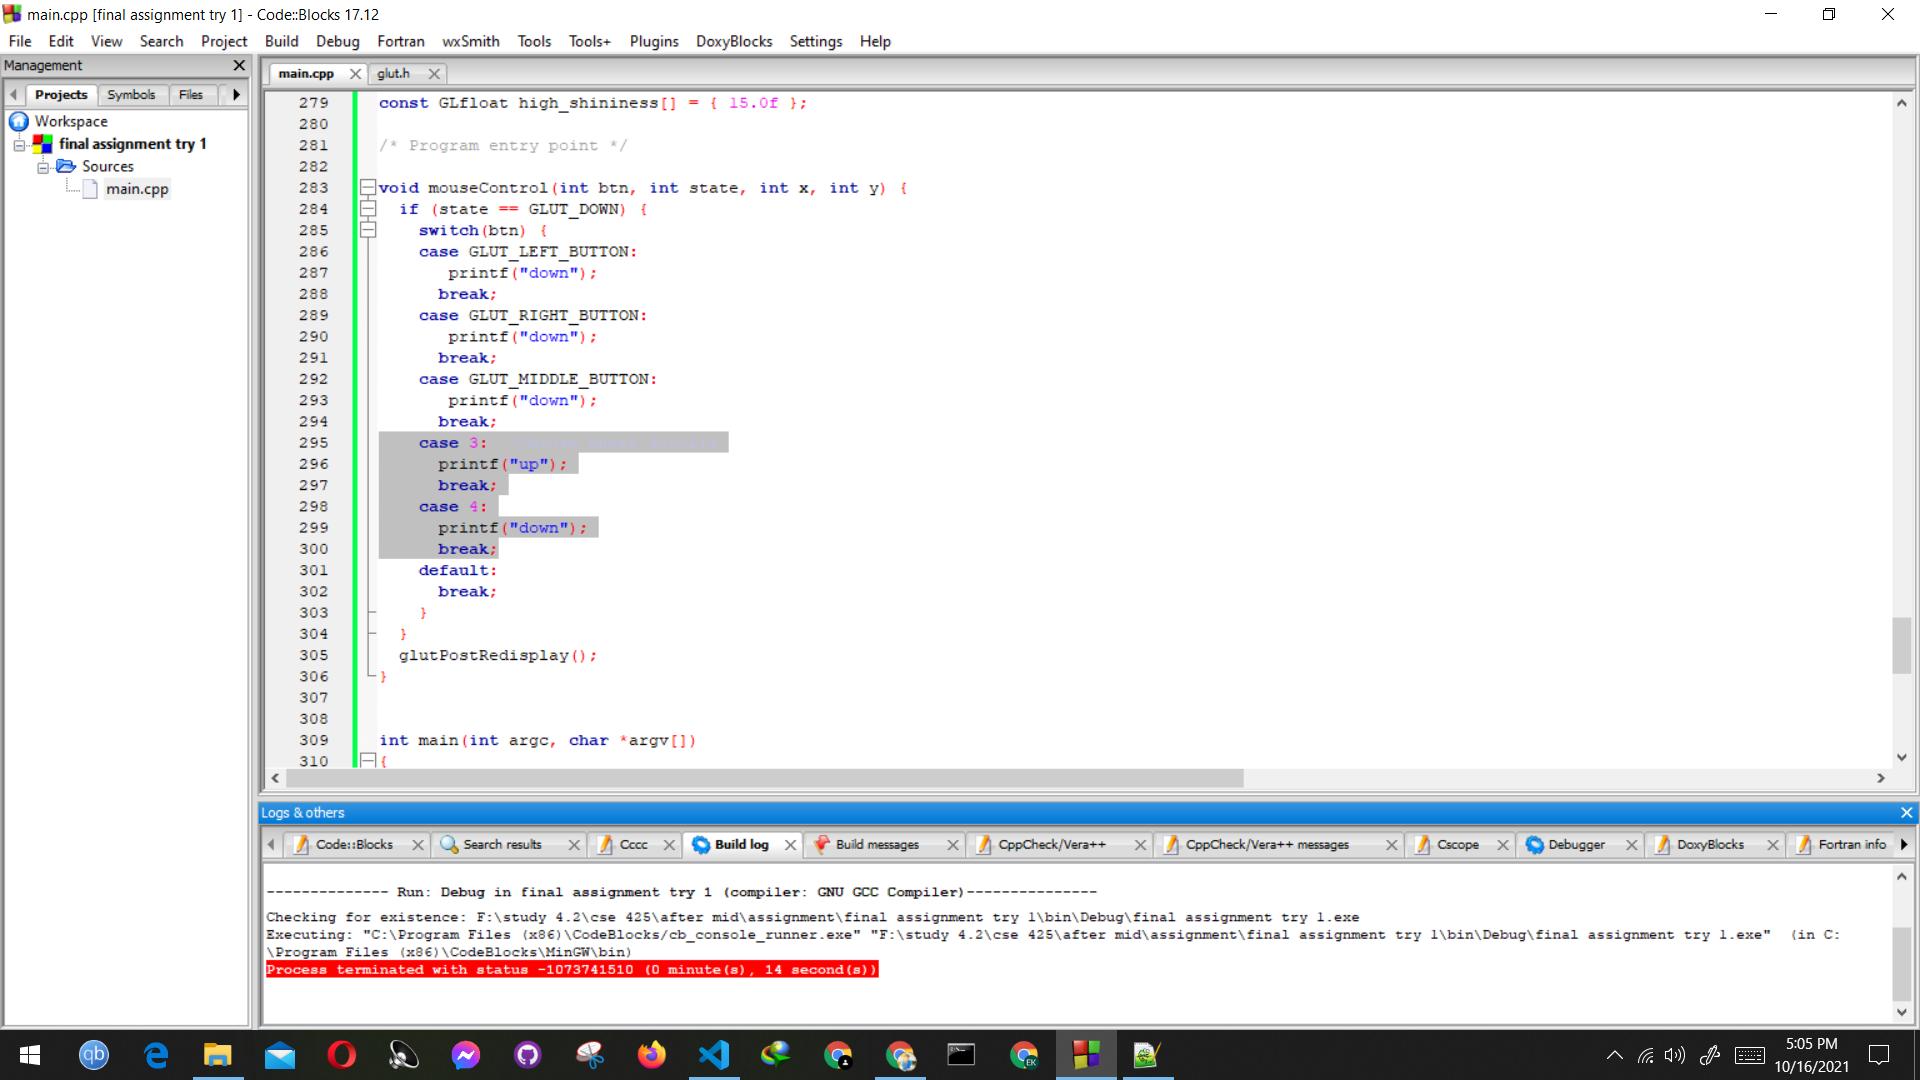 main.cpp [final assignment try 1] - Code::Blocks 17.12
File Edit View Search Project Build Debug Fortran wxSmith Tools Tools+ Plugins DoxyBlocks Settings Help
Management
Projects Symbols Files
Workspace
final assignment try 1
Sources
main.cpp
main.cpp glut.h
279 const GLfloat high_shininess[] = { 15.0f };
280
281 /* Program entry point */
282
283 void mouseControl(int btn, int state, int x, int y) {
284 if (state == GLUT_DOWN) {
285 switch(btn) {
286 case GLUT_LEFT_BUTTON:
287 printf("down");
288 break;
289 case GLUT_RIGHT_BUTTON:
290 printf("down");
291 break;
292 case GLUT_MIDDLE_BUTTON:
293 printf("down");
294 break;
295 case 3:
296 printf("up");
297 break;
298 case 4:
299 printf("down");
300 break;
301 default:
302 break;
303 }
304 }
305 glutPostRedisplay();
306 }
307
308
309 int main(int argc, char *argv[])
310 {
Logs & others
Code::Blocks Search results Cccc Build log Build messages CppCheck/Vera++ CppCheck/Vera++ messages Cscope Debugger DoxyBlocks Fortran info
-------------- Run: Debug in final assignment try 1 (compiler: GNU GCC Compiler)---------------
Checking for existence: F:\study 4.2\cse 425\after mid\assignment\final assignment try 1\bin\Debug\final assignment try 1.exe
Executing: "C:\Program Files (x86)\CodeBlocks/cb_console_runner.exe" "F:\study 4.2\cse 425\after mid\assignment\final assignment try 1\bin\Debug\final assignment try 1.exe" (in C:
\Program Files (x86)\CodeBlocks\MinGW\bin)
Process terminated with status -1073741510 (0 minute(s), 14 second(s))
qb
EK
5:05 PM
10/16/2021